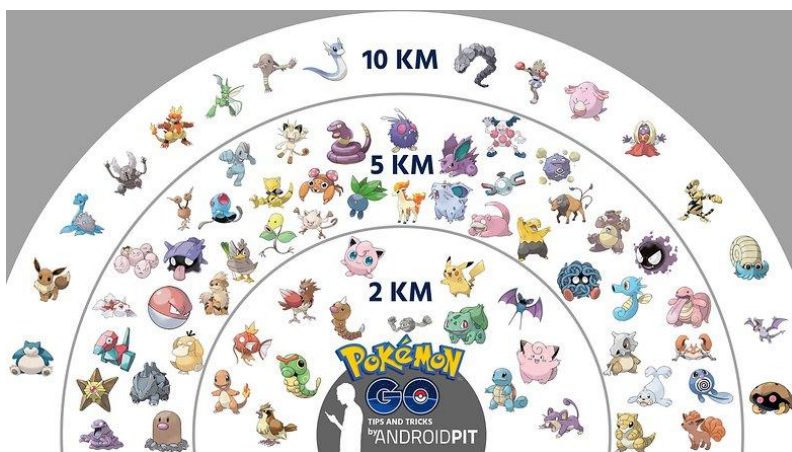 10 KM
5 KM
2 KM
POKÉMON
GO
TIPS AND TRICKS
by ANDROIDPIT